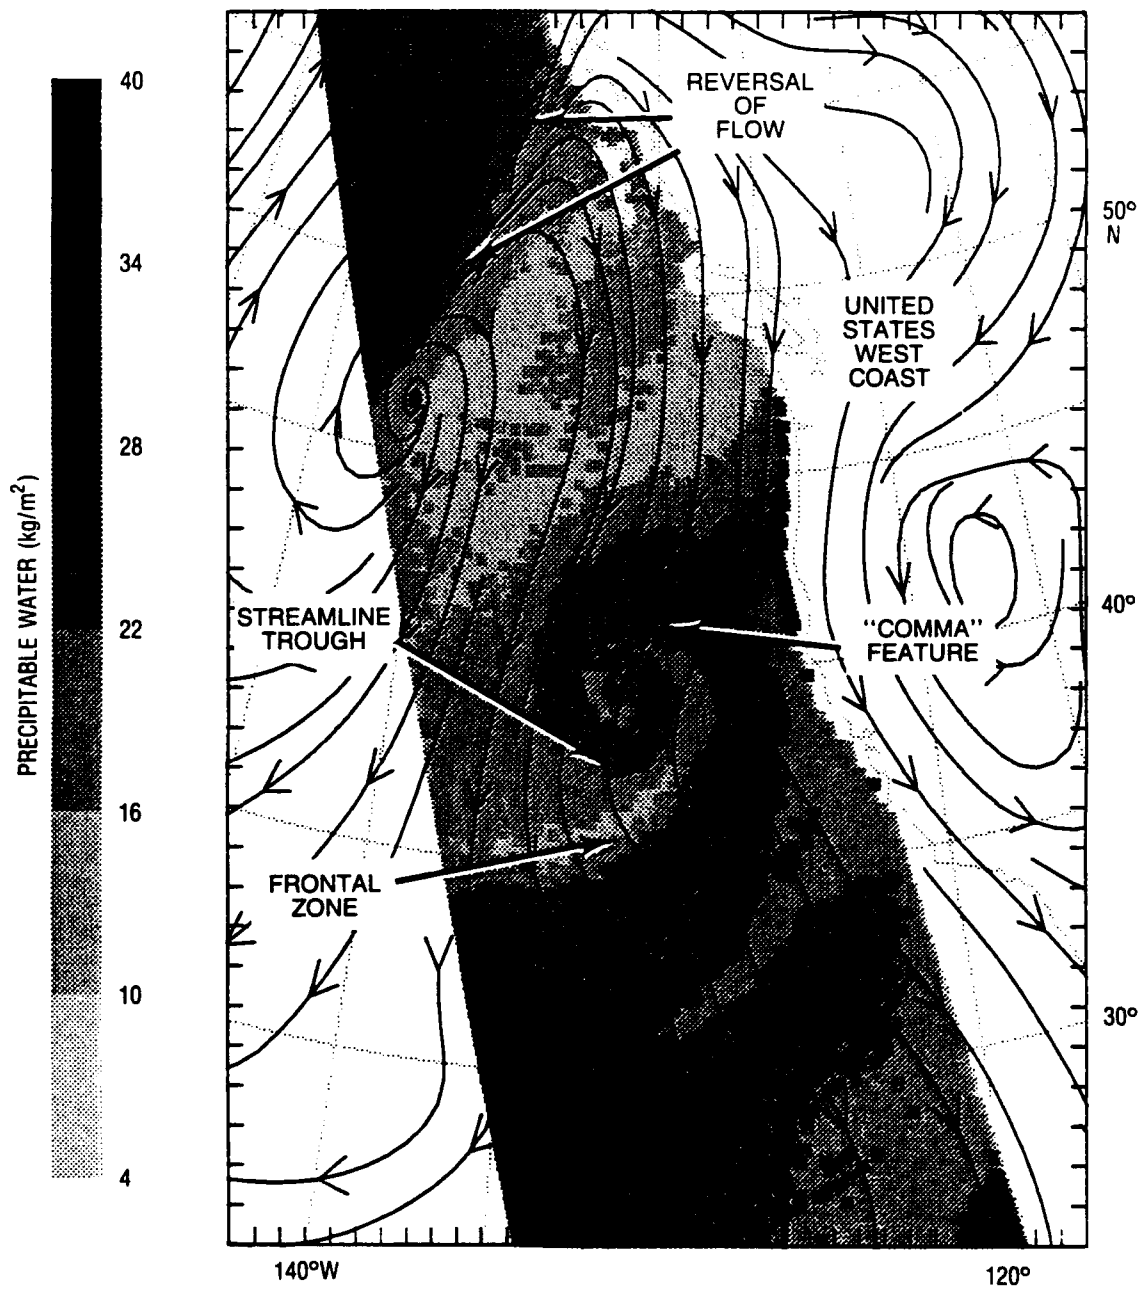 PRECIPITABLE WATER (kg/m²)
40
34
28
22
16
10
4
REVERSAL
OF
FLOW
UNITED
STATES
WEST
COAST
STREAMLINE
TROUGH
"COMMA"
FEATURE
FRONTAL
ZONE
50°
N
40°
30°
140°W
120°